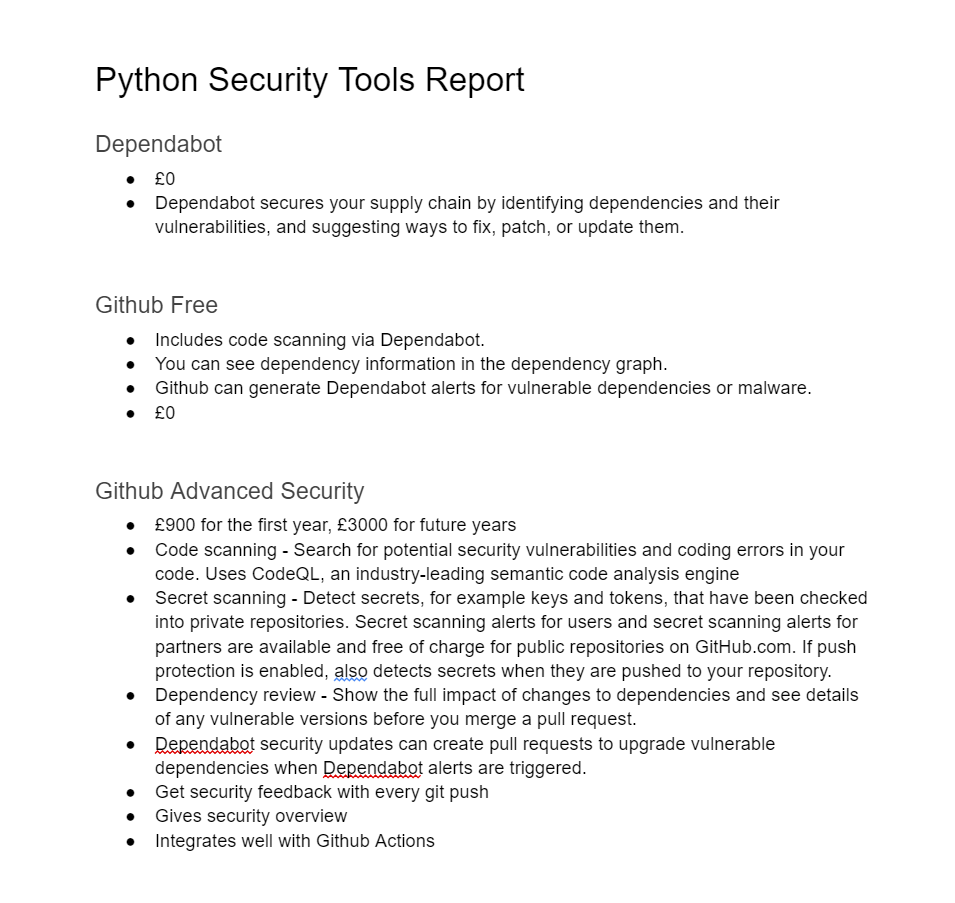 Python Security Tools Report
Dependabot
● £0
● Dependabot secures your supply chain by identifying dependencies and their
vulnerabilities, and suggesting ways to fix, patch, or update them.
Github Free
● Includes code scanning via Dependabot.
● You can see dependency information in the dependency graph.
● Github can generate Dependabot alerts for vulnerable dependencies or malware.
● £0
Github Advanced Security
● £900 for the first year, £3000 for future years
● Code scanning - Search for potential security vulnerabilities and coding errors in your
code. Uses CodeQL, an industry-leading semantic code analysis engine
● Secret scanning - Detect secrets, for example keys and tokens, that have been checked
into private repositories. Secret scanning alerts for users and secret scanning alerts for
partners are available and free of charge for public repositories on GitHub.com. If push
protection is enabled, also detects secrets when they are pushed to your repository.
● Dependency review - Show the full impact of changes to dependencies and see details
of any vulnerable versions before you merge a pull request.
● Dependabot security updates can create pull requests to upgrade vulnerable
dependencies when Dependabot alerts are triggered.
● Get security feedback with every git push
● Gives security overview
● Integrates well with Github Actions